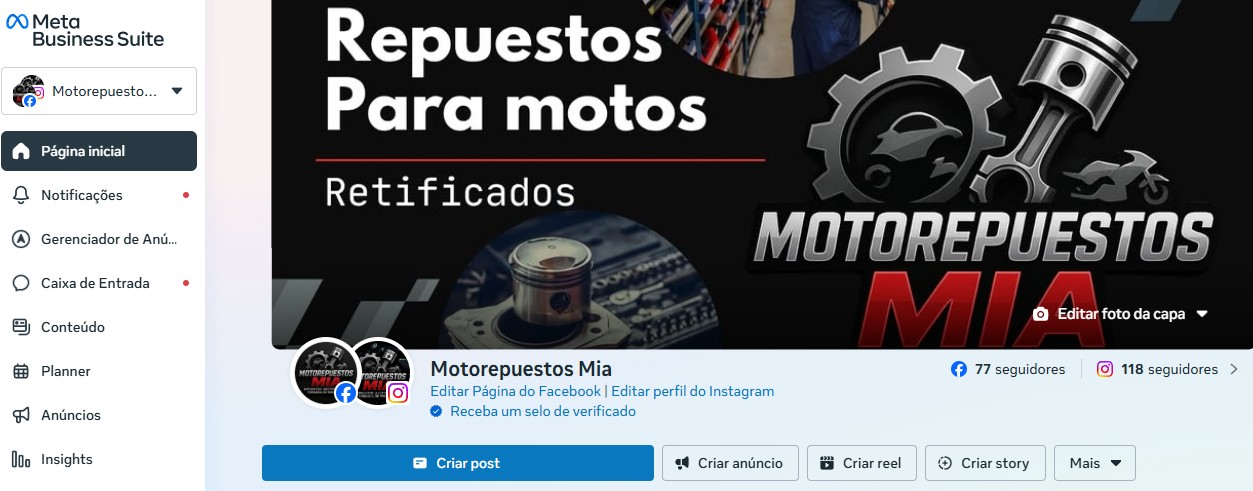 Meta
Business Suite
Motorepuesto...
Página inicial
Notificações
Gerenciador de Anú...
Caixa de Entrada
Conteúdo
Planner
Anúncios
Insights
Repuestos
Para motos
Retificados
MOTOREPUESTOS
MIA
Editar foto da capa
Motorepuestos Mia
Editar Página do Facebook | Editar perfil do Instagram
Receba um selo de verificado
77 seguidores
118 seguidores
Criar post
Criar anúncio
Criar reel
Criar story
Mais